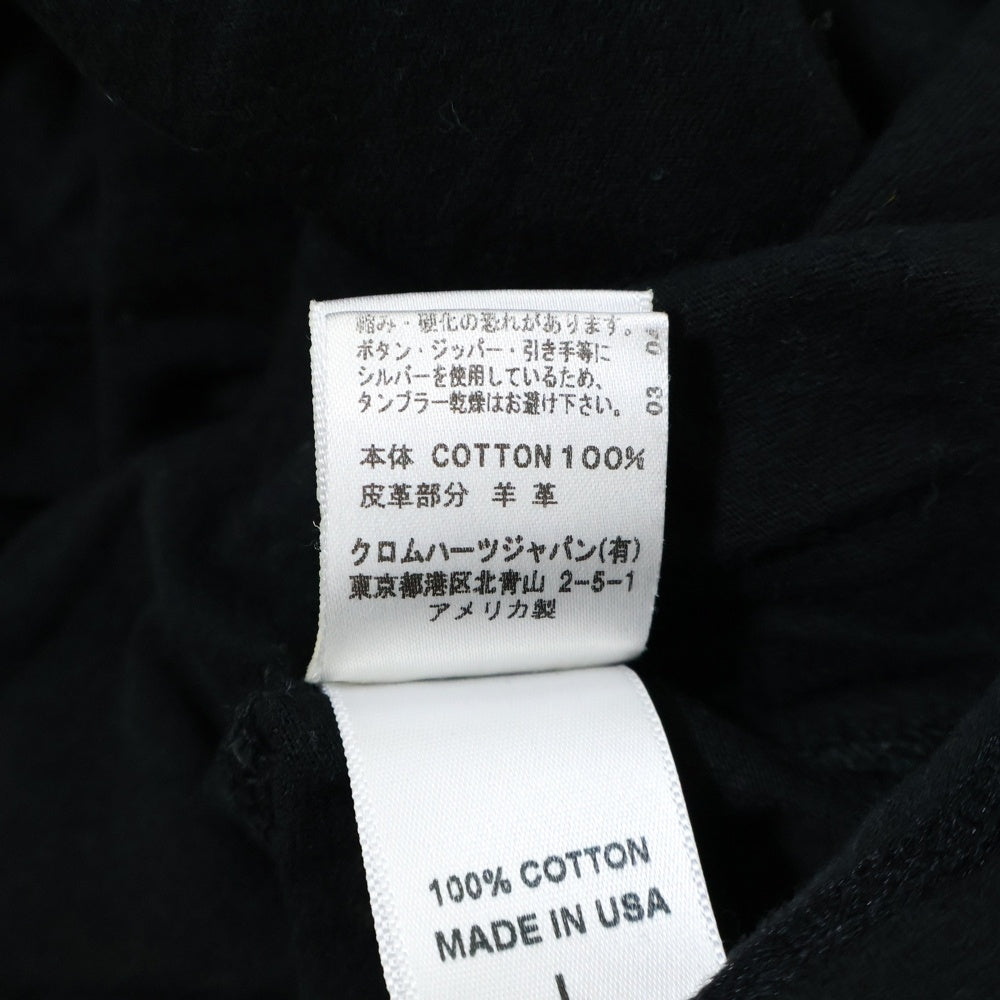 縮み・硬化の恐れがあります。
ボタン・ジッパー・引き手等に
シルバーを使用しているため、
タンブラー乾燥はお避け下さい。
03 04
本体 COTTON 100%
皮革部分 羊 革
クロムハーツジャパン(有)
東京都港区北青山 2-5-1
アメリカ製
100% COTTON
MADE IN USA